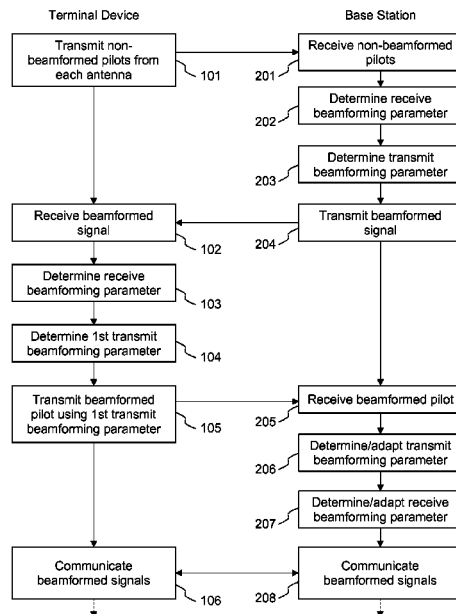 Terminal Device
Base Station
Transmit non-
beamformed pilots from
each antenna
101
Receive non-beamformed
pilots
201
Determine receive
beamforming parameter
202
Determine transmit
beamforming parameter
203
Receive beamformed
signal
102
Transmit beamformed
signal
204
Determine receive
beamforming parameter
103
Determine 1st transmit
beamforming parameter
104
Transmit beamformed
pilot using 1st transmit
beamforming parameter
105
Receive beamformed pilot
205
Determine/adapt transmit
beamforming parameter
206
Determine/adapt receive
beamforming parameter
207
Communicate
beamformed signals
106
Communicate
beamformed signals
208